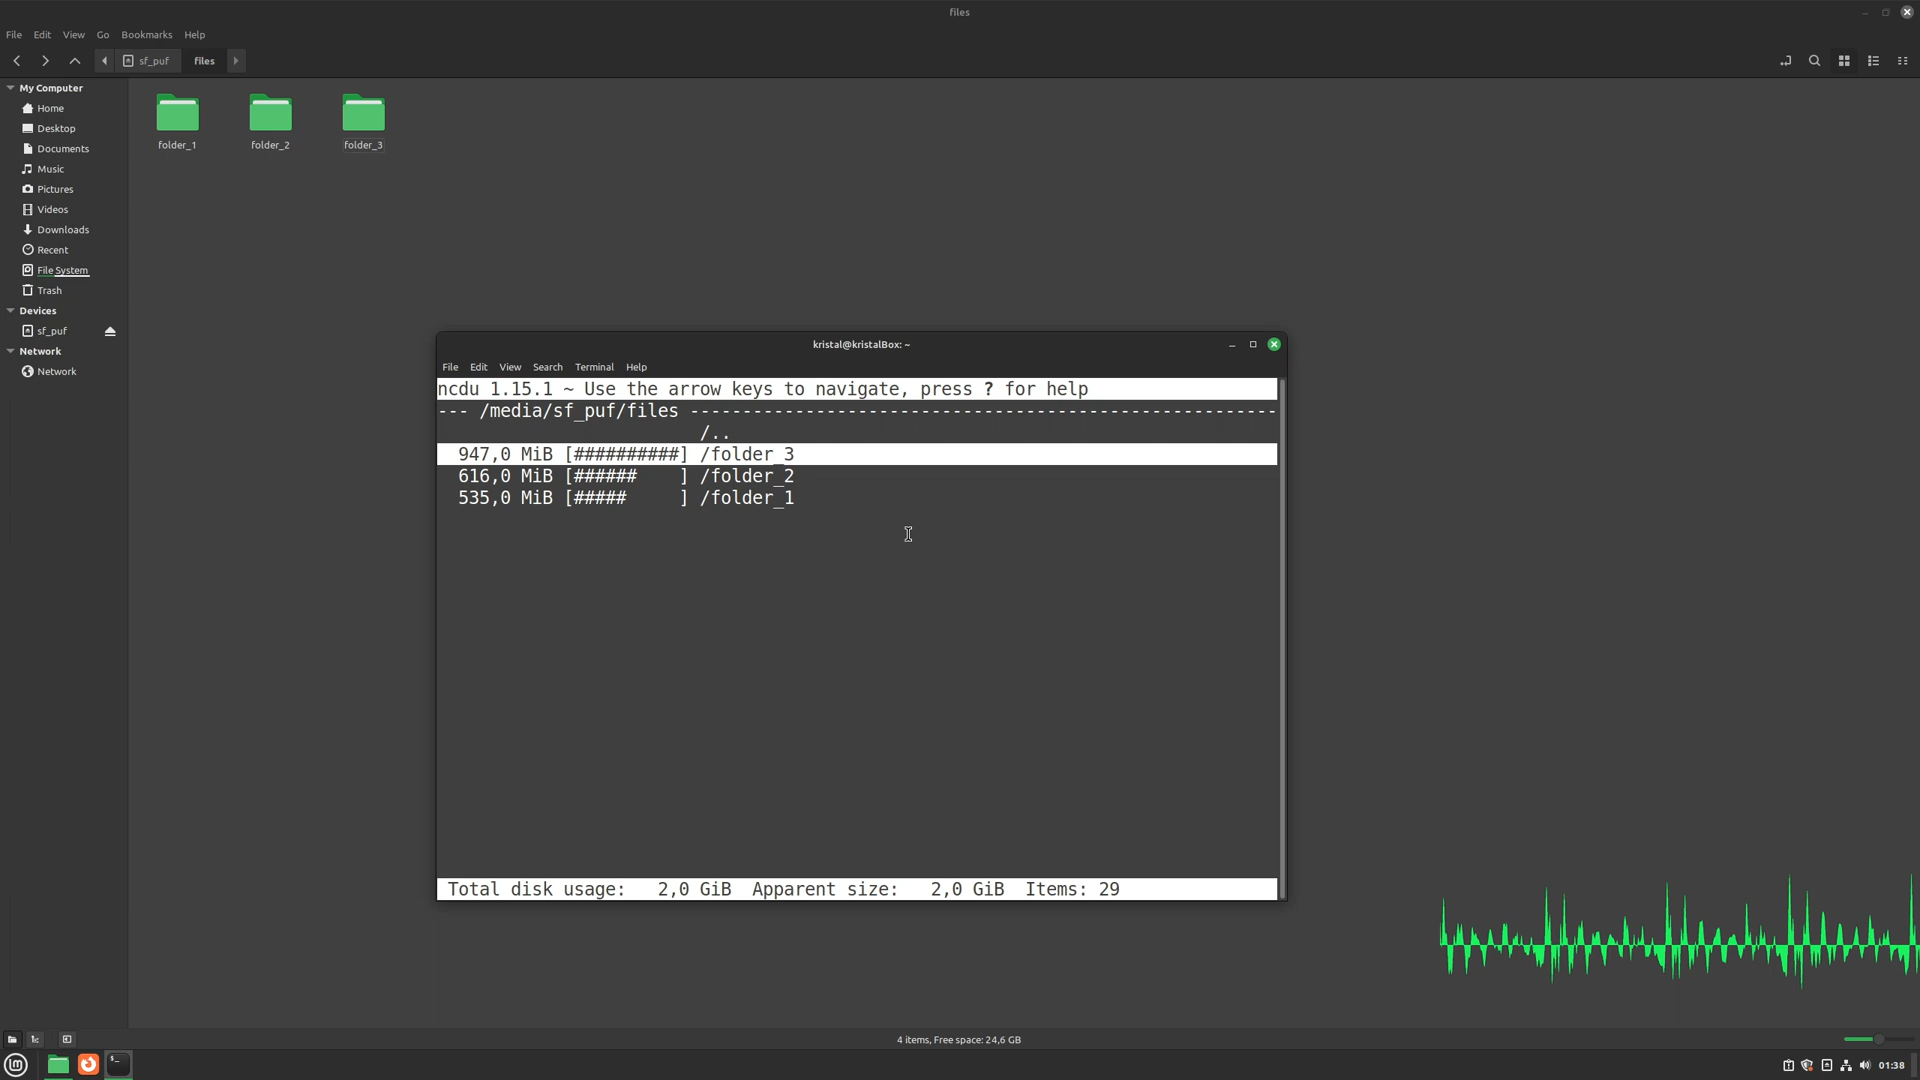 files
File Edit View Go Bookmarks Help
sf_puf files
My Computer
Home
Desktop
Documents
Music
Pictures
Videos
Downloads
Recent
File System
Trash
Devices
sf_puf
Network
Network
folder_1 folder_2 folder_3
kristal@kristalBox: ~
File Edit View Search Terminal Help
ncdu 1.15.1 ~ Use the arrow keys to navigate, press ? for help
--- /media/sf_puf/files --------------------------------------------------------
/..
947,0 MiB [##########] /folder_3
616,0 MiB [######    ] /folder_2
535,0 MiB [#####     ] /folder_1
Total disk usage:   2,0 GiB  Apparent size:   2,0 GiB  Items: 29
4 items, Free space: 24,6 GB
01:38